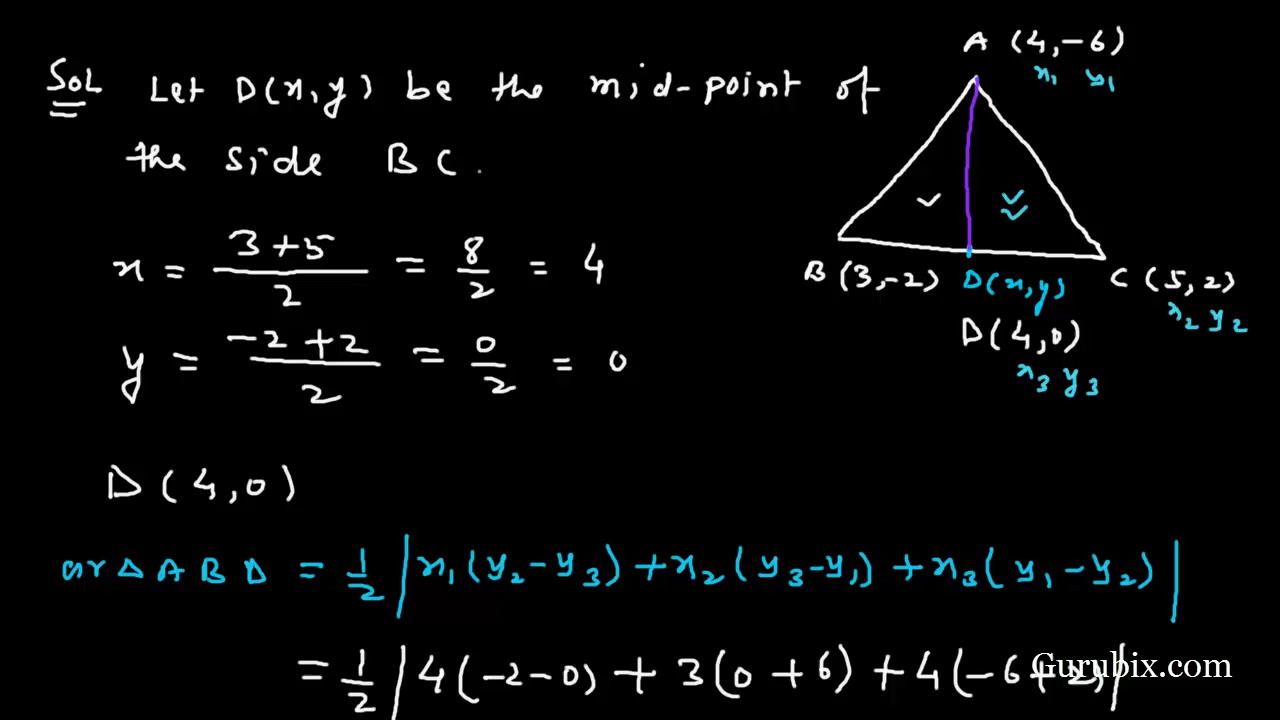 Sol Let D(x,y) be the mid-point of
the side BC.
x = 3+5/2 = 8/2 = 4
y = -2+2/2 = 0/2 = 0
D(4,0)
ar△ABD = 1/2 |x₁(y₂-y₃)+x₂(y₃-y₁)+x₃(y₁-y₂)|
= 1/2 |4(-2-0)+3(0+6)+4(-6+2)|
A (4,-6)
x₁ y₁
B (3,-2) D(x,y) C (5,2)
x₂ y₂
D(4,0)
x₃ y₃
Gurubix.com